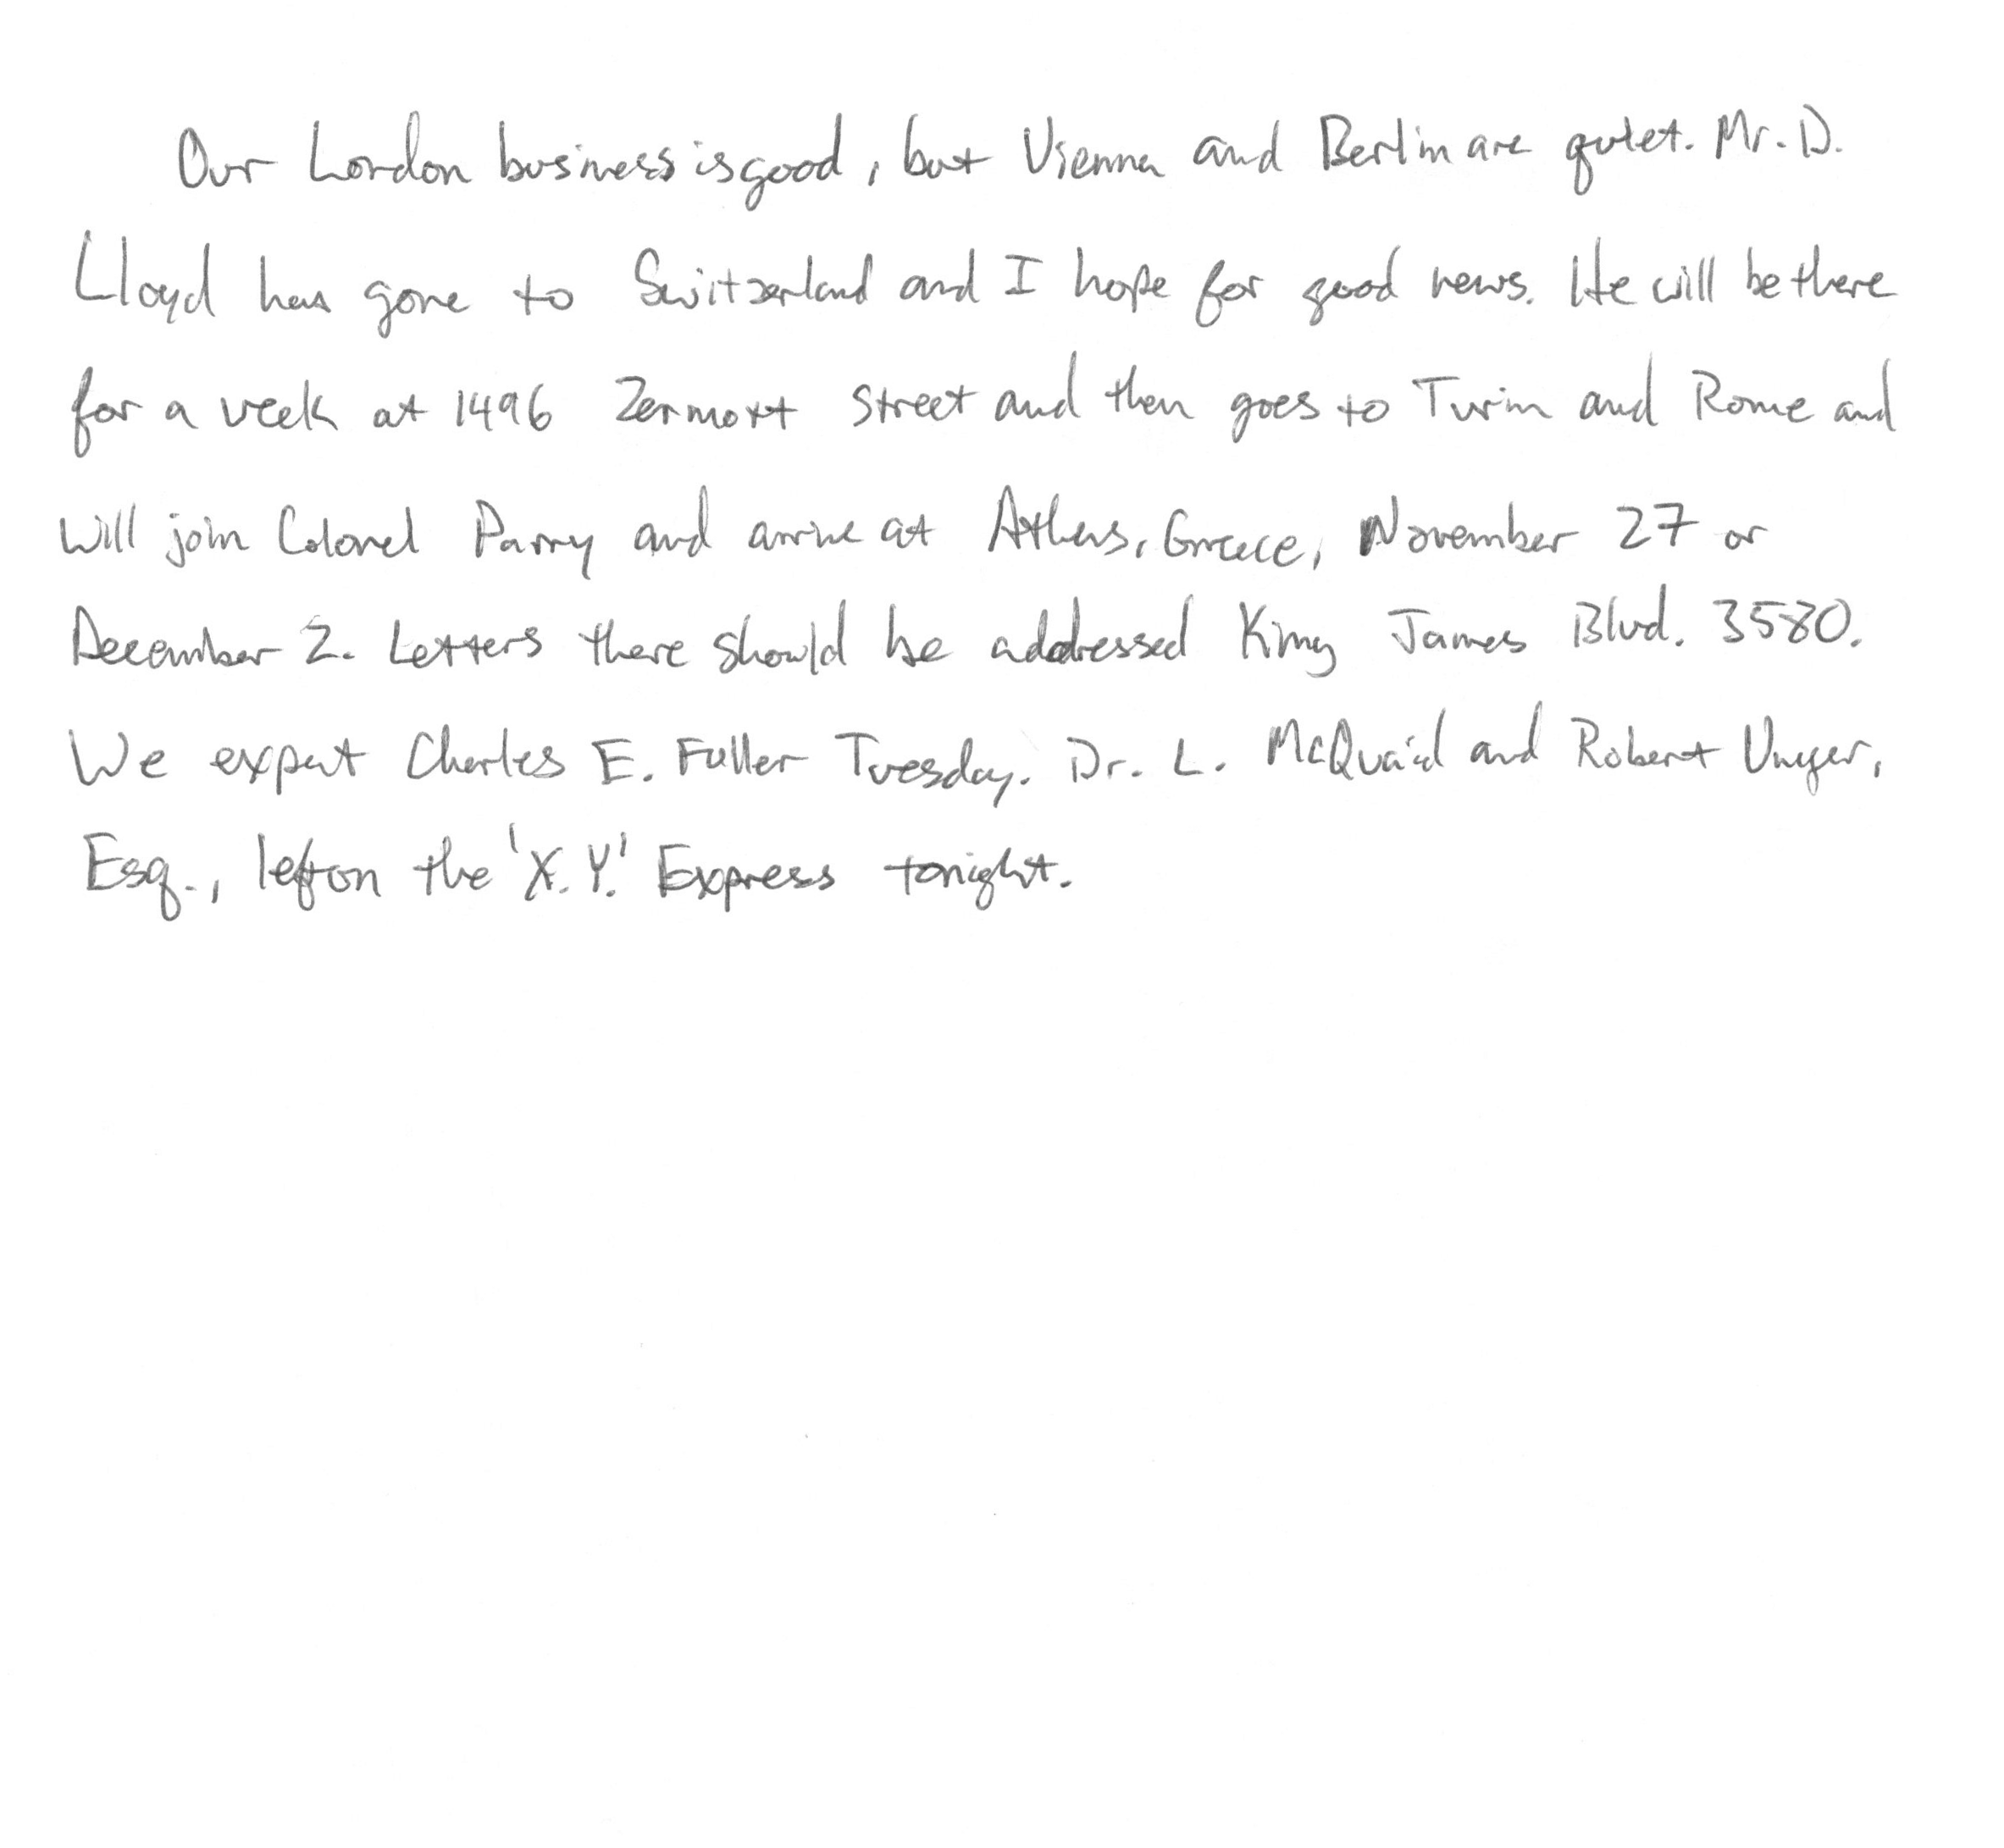 Our London business is good, but Vienna and Berlin are quiet. Mr. D.
Lloyd has gone to Switzerland and I hope for good news. He will be there
for a week at 1496 Zermott Street and then goes to Turin and Rome and
will join Colonel Parry and arrive at Athens, Greece, November 27 or
December 2. Letters there should be addressed King James Blvd. 3580.
We expect Charles E. Fuller Tuesday. Dr. L. McQuaid and Robert Unger,
Esq., left on the 'X.Y.' Express tonight.